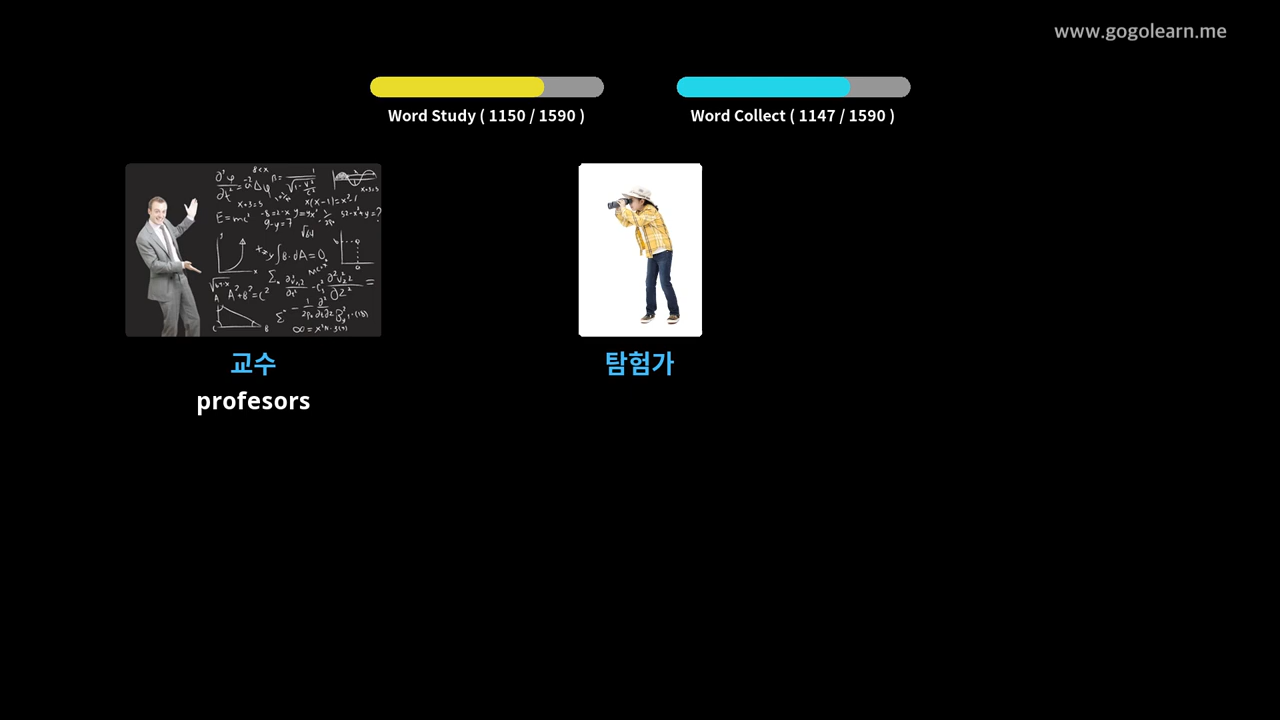 www.gogolearn.me
Word Study ( 1150 / 1590 )
Word Collect ( 1147 / 1590 )
교수
profesors
탐험가